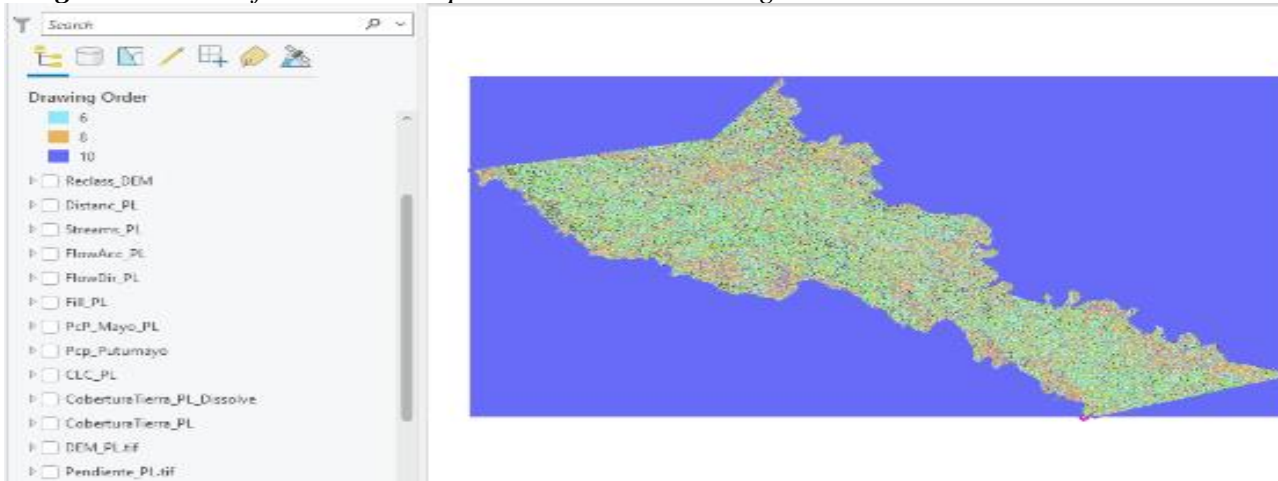 Search
Drawing Order
6
8
10
Reclass_DEM
Distanc_PL
Streams_PL
FlowAcc_PL
FlowDir_PL
Fill_PL
PcP_Mayo_PL
Pcp_Putumayo
CLC_PL
CoberturaTierra_PL_Dissolve
CoberturaTierra_PL
DEM_PL.tif
Pendiente_PL.tif